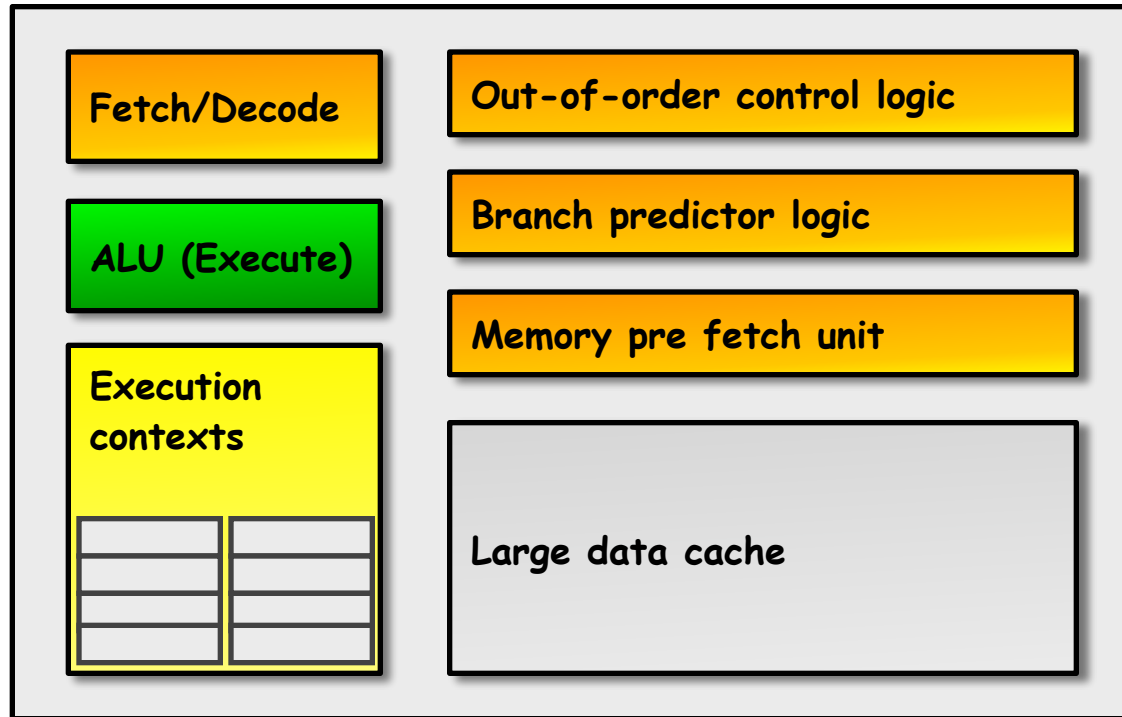 Fetch/Decode
ALU (Execute)
Execution
contexts
Out-of-order control logic
Branch predictor logic
Memory pre fetch unit
Large data cache